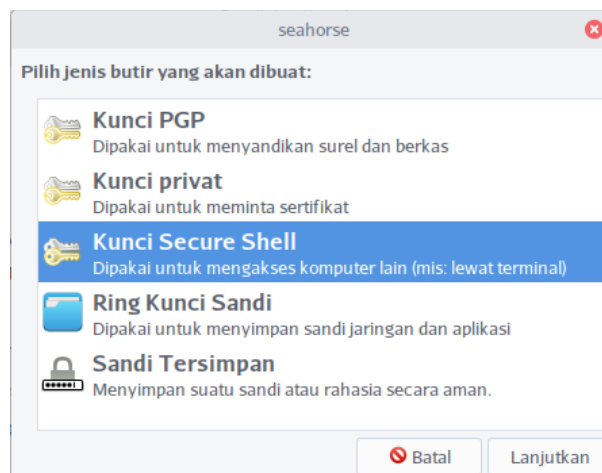 seahorse
Pilih jenis butir yang akan dibuat:
Kunci PGP
Dipakai untuk menyandikan surel dan berkas
Kunci privat
Dipakai untuk meminta sertifikat
Kunci Secure Shell
Dipakai untuk mengakses komputer lain (mis: lewat terminal)
Ring Kunci Sandi
Dipakai untuk menyimpan sandi jaringan dan aplikasi
Sandi Tersimpan
Menyimpan suatu sandi atau rahasia secara aman.
Batal
Lanjutkan